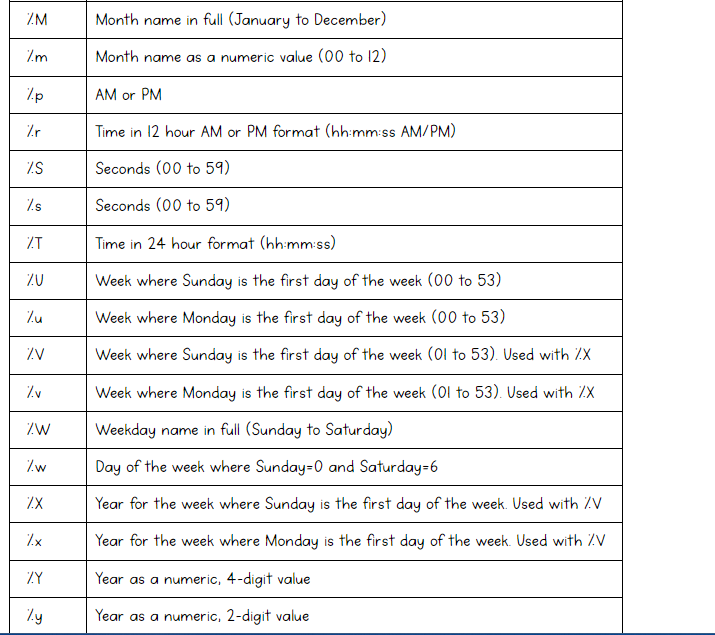 %M Month name in full (January to December)
%m Month name as a numeric value (00 to 12)
%p AM or PM
%r Time in 12 hour AM or PM format (hh:mm:ss AM/PM)
%S Seconds (00 to 59)
%s Seconds (00 to 59)
%T Time in 24 hour format (hh:mm:ss)
%U Week where Sunday is the first day of the week (00 to 53)
%u Week where Monday is the first day of the week (00 to 53)
%V Week where Sunday is the first day of the week (01 to 53). Used with %X
%v Week where Monday is the first day of the week (01 to 53). Used with %X
%W Weekday name in full (Sunday to Saturday)
%w Day of the week where Sunday=0 and Saturday=6
%X Year for the week where Sunday is the first day of the week. Used with %V
%x Year for the week where Monday is the first day of the week. Used with %V
%Y Year as a numeric, 4-digit value
%y Year as a numeric, 2-digit value